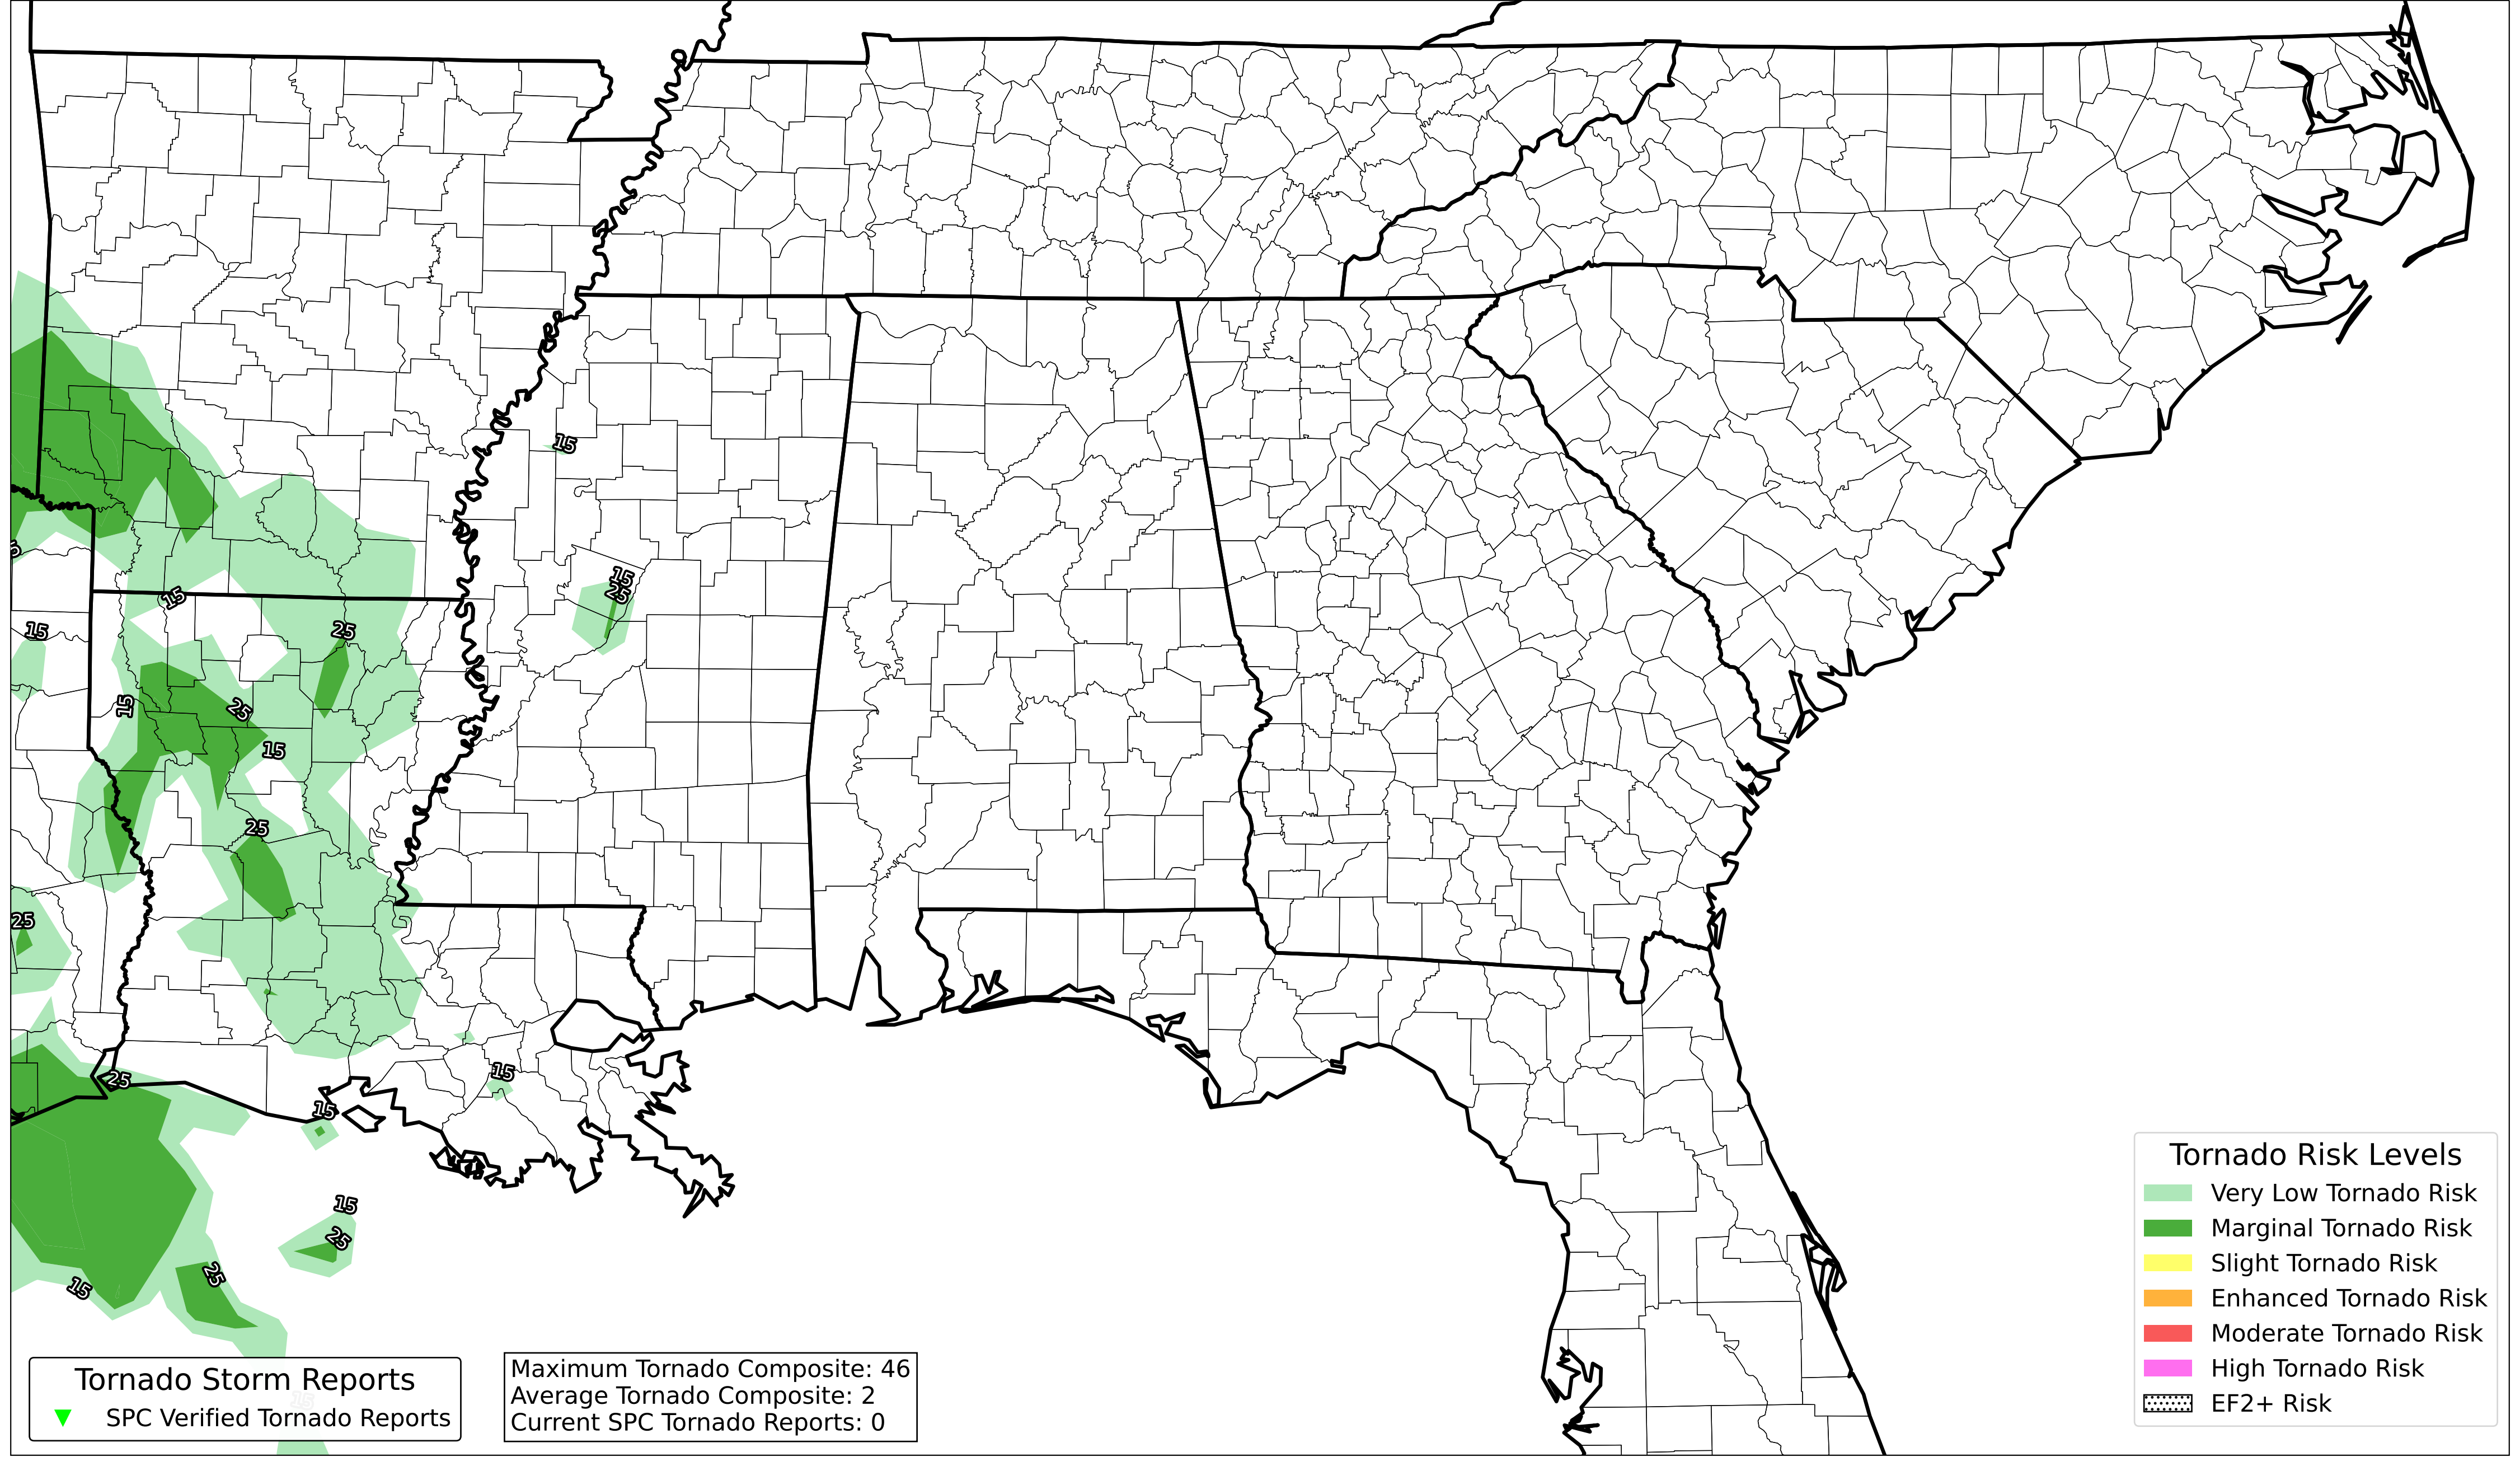 15
15
25
15
15
25
15
25
15
25
25
25
15
15
15
25
25
15
Tornado Risk Levels
Very Low Tornado Risk
Marginal Tornado Risk
Slight Tornado Risk
Enhanced Tornado Risk
Moderate Tornado Risk
High Tornado Risk
EF2+ Risk
Tornado Storm Reports
SPC Verified Tornado Reports
Maximum Tornado Composite: 46
Average Tornado Composite: 2
Current SPC Tornado Reports: 0